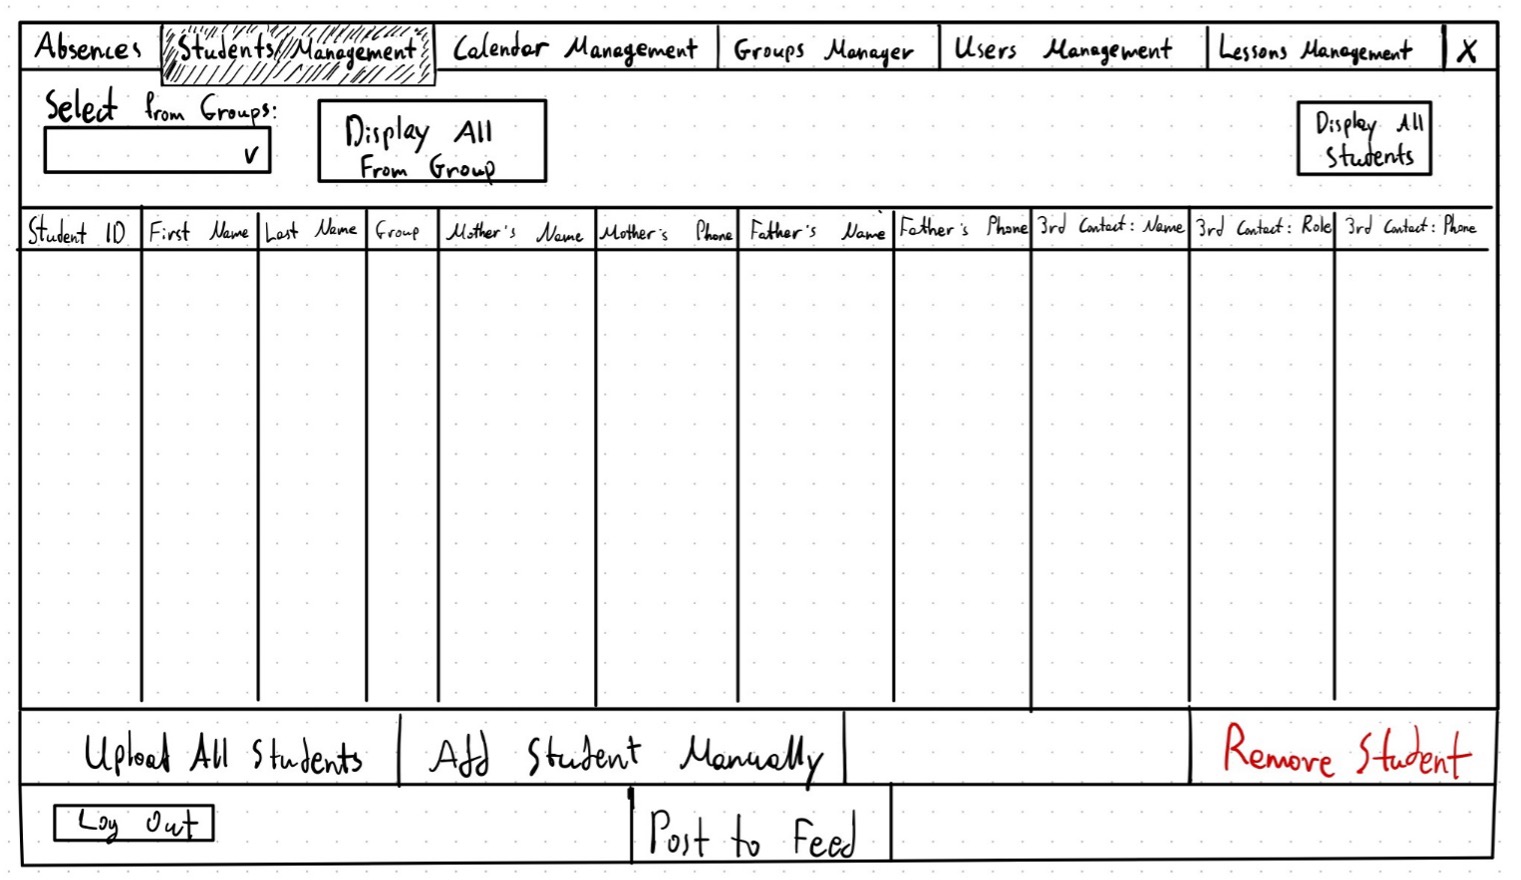 Absences Students Management Calendar Management Groups Manager Users Management Lessons Management X
Select from Groups:
Display All
From Group
Display All
Students
Student ID First Name Last Name Group Mother's Name Mother's Phone Father's Name Father's Phone 3rd Contact: Name 3rd Contact: Role 3rd Contact: Phone
Upload All Students Add Student Manually Remove Student
Log Out Post to Feed